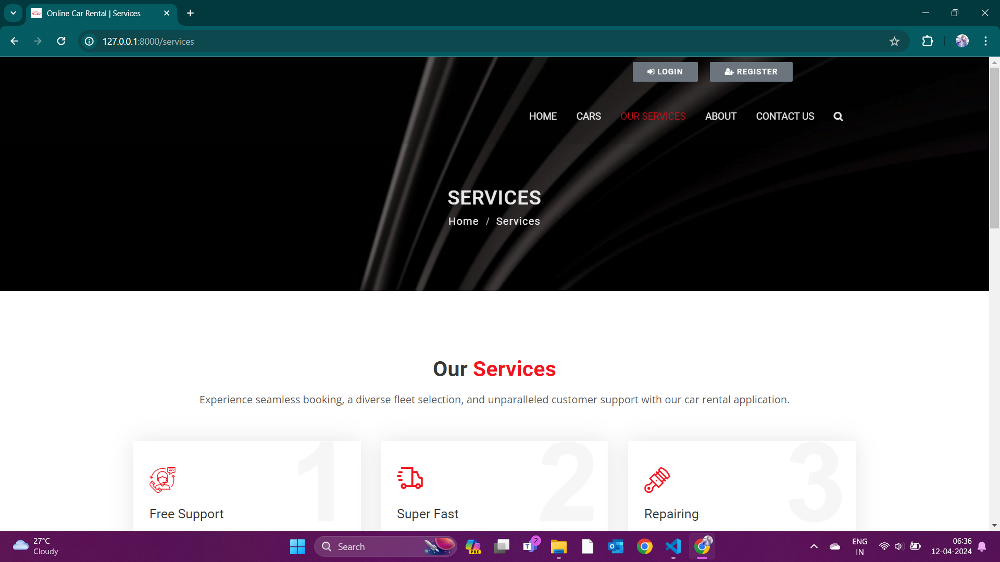 Online Car Rental | Services
127.0.0.1:8000/services
LOGIN REGISTER
HOME CARS OUR SERVICES ABOUT CONTACT US
SERVICES
Home / Services
Our Services
Experience seamless booking, a diverse fleet selection, and unparalleled customer support with our car rental application.
1 2 3
Free Support Super Fast Repairing
27°C
Cloudy
Search
PRE
T
2
ENG
IN
06:36
12-04-2024